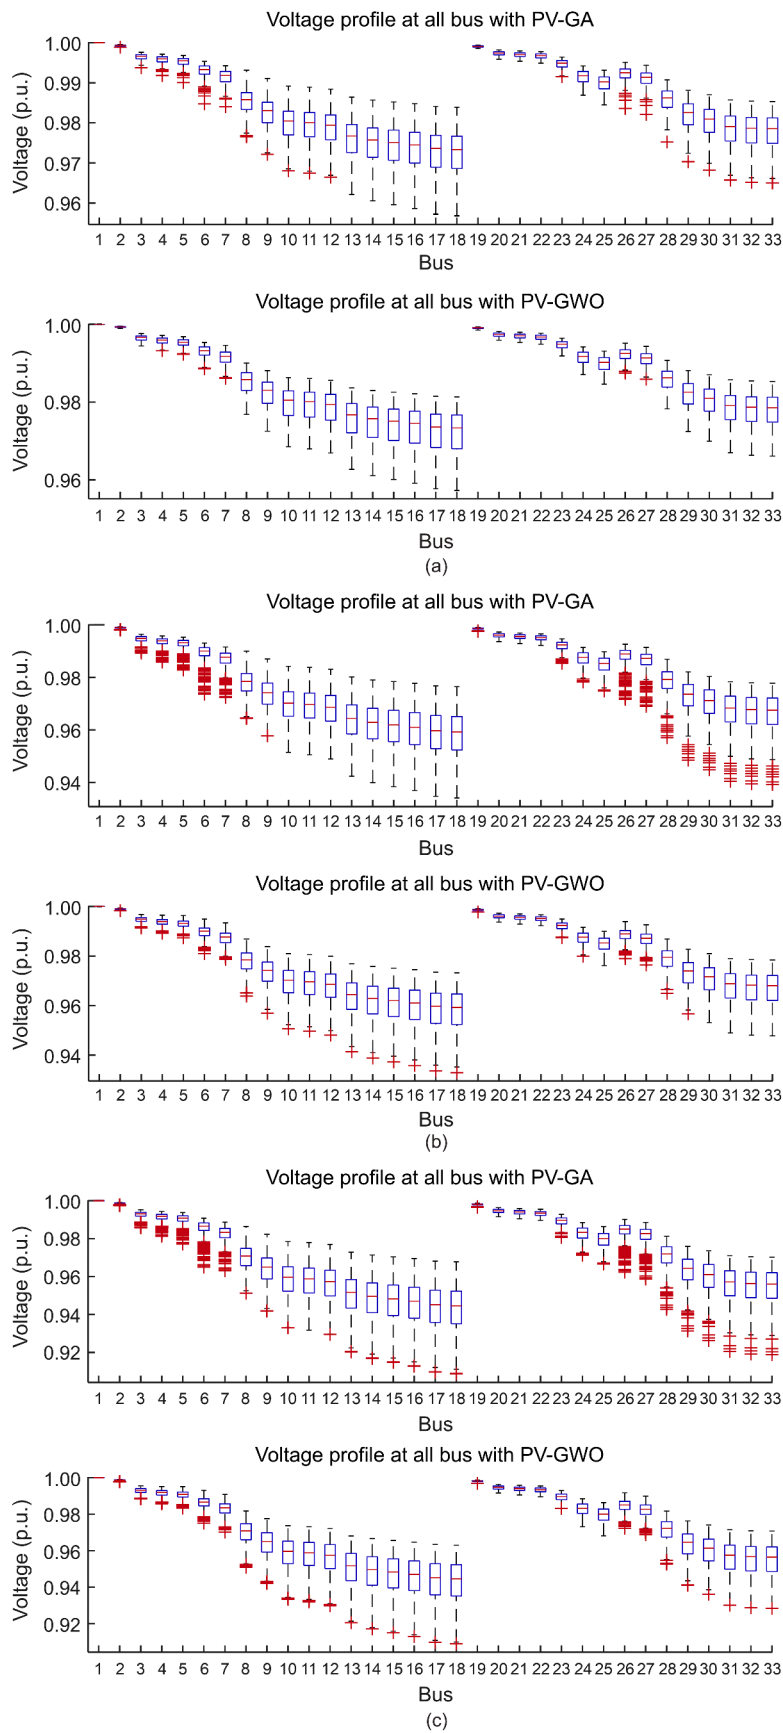 Voltage profile at all bus with PV-GA
Voltage (p.u.)
1.00
0.99
0.98
0.97
0.96
1 2 3 4 5 6 7 8 9 10 11 12 13 14 15 16 17 18 19 20 21 22 23 24 25 26 27 28 29 30 31 32 33
Bus
Voltage profile at all bus with PV-GWO
Voltage (p.u.)
1.00
0.98
0.96
1 2 3 4 5 6 7 8 9 10 11 12 13 14 15 16 17 18 19 20 21 22 23 24 25 26 27 28 29 30 31 32 33
Bus
(a)
Voltage profile at all bus with PV-GA
Voltage (p.u.)
1.00
0.98
0.96
0.94
1 2 3 4 5 6 7 8 9 10 11 12 13 14 15 16 17 18 19 20 21 22 23 24 25 26 27 28 29 30 31 32 33
Bus
Voltage profile at all bus with PV-GWO
Voltage (p.u.)
1.00
0.98
0.96
0.94
1 2 3 4 5 6 7 8 9 10 11 12 13 14 15 16 17 18 19 20 21 22 23 24 25 26 27 28 29 30 31 32 33
Bus
(b)
Voltage profile at all bus with PV-GA
Voltage (p.u.)
1.00
0.98
0.96
0.94
0.92
1 2 3 4 5 6 7 8 9 10 11 12 13 14 15 16 17 18 19 20 21 22 23 24 25 26 27 28 29 30 31 32 33
Bus
Voltage profile at all bus with PV-GWO
Voltage (p.u.)
1.00
0.98
0.96
0.94
0.92
1 2 3 4 5 6 7 8 9 10 11 12 13 14 15 16 17 18 19 20 21 22 23 24 25 26 27 28 29 30 31 32 33
Bus
(c)